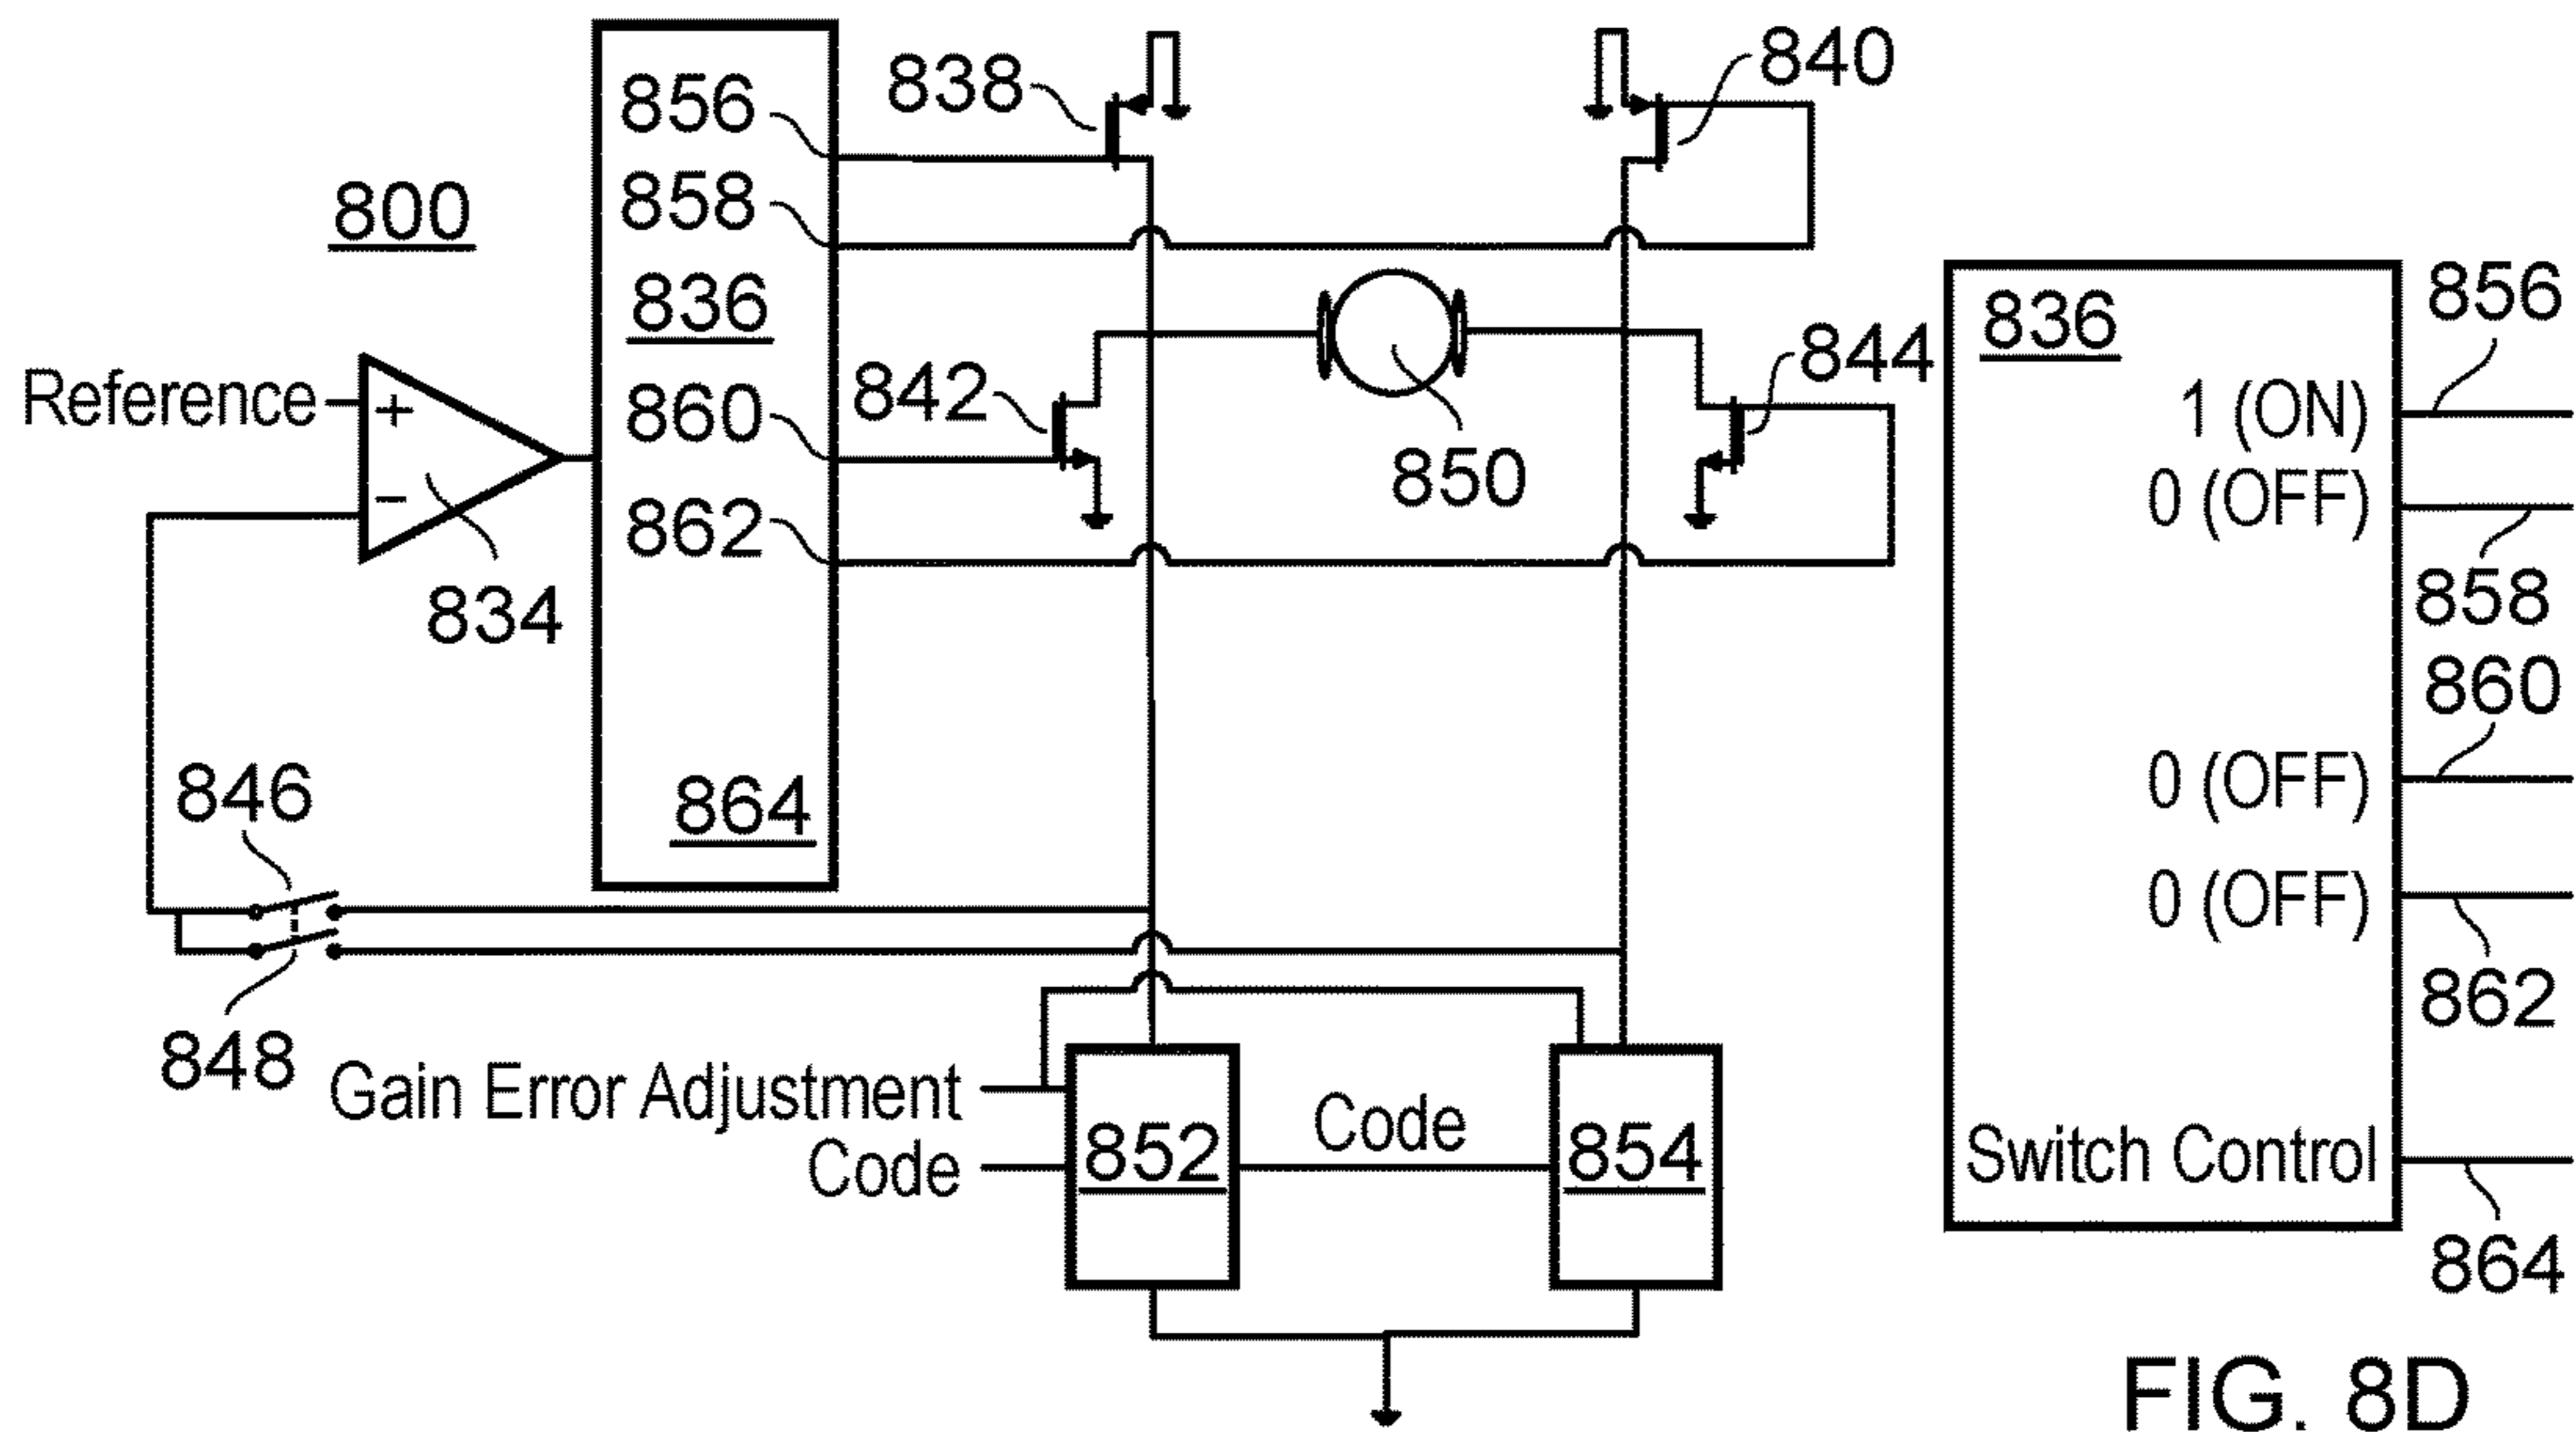 800
Reference
+
−
834
856
858
836
860
862
864
838
840
842
844
850
846
848
Gain Error Adjustment
Code
852
Code
854
836
1 (ON)
0 (OFF)
0 (OFF)
0 (OFF)
Switch Control
856
858
860
862
864
FIG. 8D